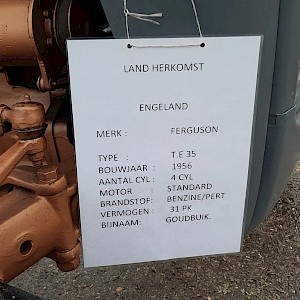 LAND HERKOMST
ENGELAND
MERK : FERGUSON
TYPE : T.E 35
BOUWJAAR : 1956
AANTAL CYL : 4 CYL
MOTOR : STANDARD
BRANDSTOF: BENZINE/PERT
VERMOGEN : 31 PK
BIJNAAM: GOUDBUIK.